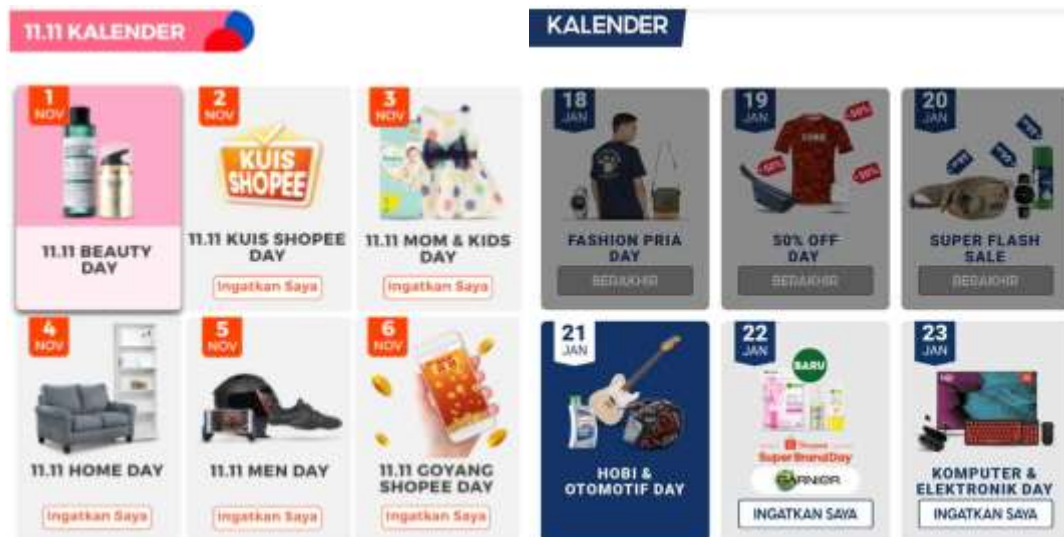 11.11 KALENDER
1
NOV
11.11 BEAUTY
DAY
2
NOV
KUIS
SHOPEE
11.11 KUIS SHOPEE
DAY
Ingatkan Saya
3
NOV
11.11 MOM & KIDS
DAY
Ingatkan Saya
4
NOV
11.11 HOME DAY
Ingatkan Saya
5
NOV
11.11 MEN DAY
Ingatkan Saya
6
NOV
11.11 GOYANG
SHOPEE DAY
Ingatkan Saya
KALENDER
18
JAN
FASHION PRIA
DAY
BERAKHIR
19
JAN
-50%
-50%
-50%
50% OFF
DAY
BERAKHIR
20
JAN
SUPER FLASH
SALE
BERAKHIR
21
JAN
HOBI &
OTOMOTIF DAY
22
JAN
BARU
Super Brand Day
GARNIER
INGATKAN SAYA
23
JAN
KOMPUTER &
ELEKTRONIK DAY
INGATKAN SAYA